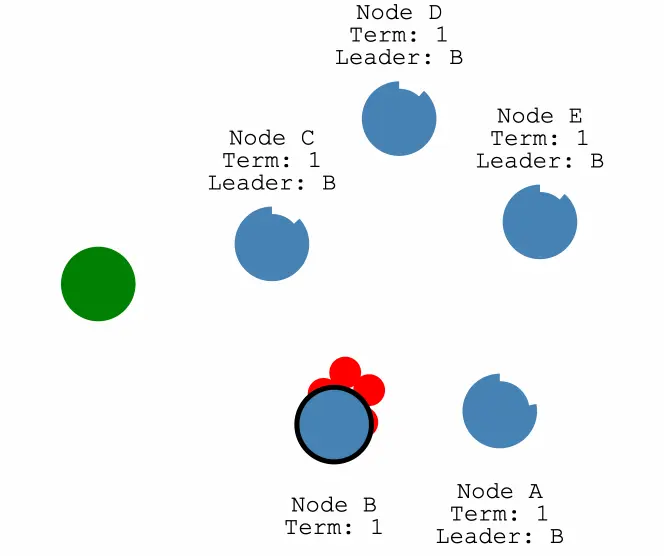 Node D
Term: 1
Leader: B
Node E
Term: 1
Leader: B
Node C
Term: 1
Leader: B
Node B
Term: 1
Node A
Term: 1
Leader: B